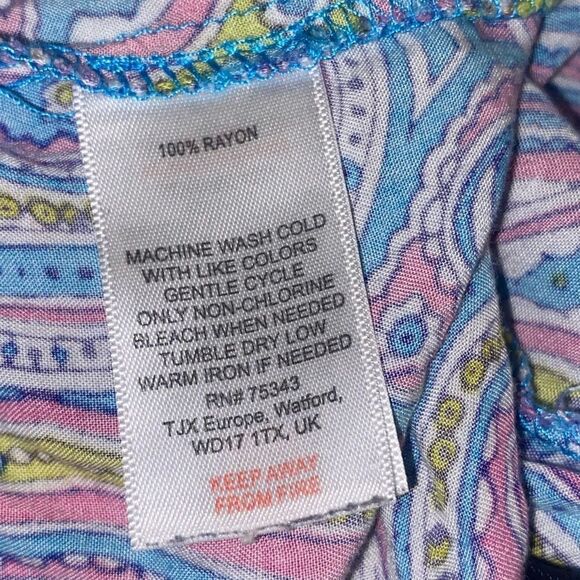 100% RAYON
MACHINE WASH COLD
WITH LIKE COLORS
GENTLE CYCLE
ONLY NON-CHLORINE
BLEACH WHEN NEEDED
TUMBLE DRY LOW
WARM IRON IF NEEDED
RN# 75343
TJX Europe, Watford,
WD17 1TX, UK
KEEP AWAY
FROM FIRE